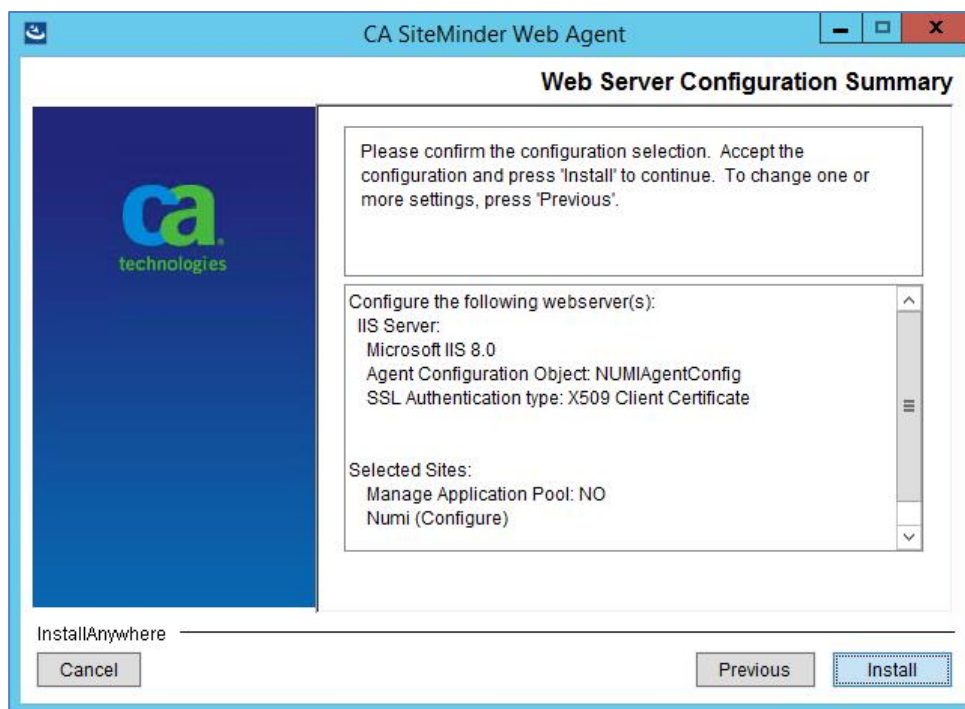 CA SiteMinder Web Agent
Web Server Configuration Summary
ca.
technologies
Please confirm the configuration selection. Accept the
configuration and press 'Install' to continue. To change one or
more settings, press 'Previous'.
Configure the following webserver(s):
IIS Server:
Microsoft IIS 8.0
Agent Configuration Object: NUMIAgentConfig
SSL Authentication type: X509 Client Certificate
Selected Sites:
Manage Application Pool: NO
Numi (Configure)
InstallAnywhere
Cancel
Previous
Install